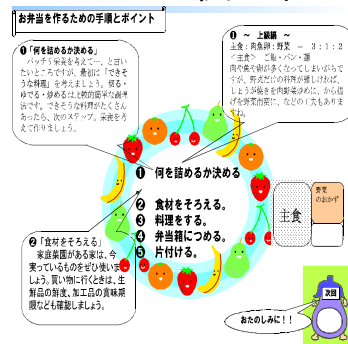 お弁当を作るための手順とポイント
❶「何を詰めるか決める」
バッチリ栄養を考えて…、と言い
たいところですが、最初に「できそ
うな料理」を考えましょう。切る・
ゆでる・炒めるは比較的簡単な調理
法です。できそうな料理がたくさん
あったら、次のステップ。栄養を考
えて作りましょう。
❶ ～ 上級編 ～
主食：肉魚卵：野菜 ＝ 3：1：2
＜主食＞ ご飯・パン・麺
肉や魚や卵が多くなってしまいがちで
すが、野菜だけの料理が難しければ、
しょうが焼きを肉野菜炒めに、から揚
げを野菜南蛮に、などの工夫もありま
すね。
❶ 何を詰めるか決める
❷ 食材をそろえる。
❸ 料理をする。
❹ 弁当箱につめる。
❺ 片付ける。
主食
野菜
のおかず
❷「食材をそろえる」
家庭菜園がある家は、今
実っているものをぜひ使いま
しょう。買い物に行くときは、生
鮮品の鮮度、加工品の賞味期
限なども確認しましょう。
次回
おたのしみに！！